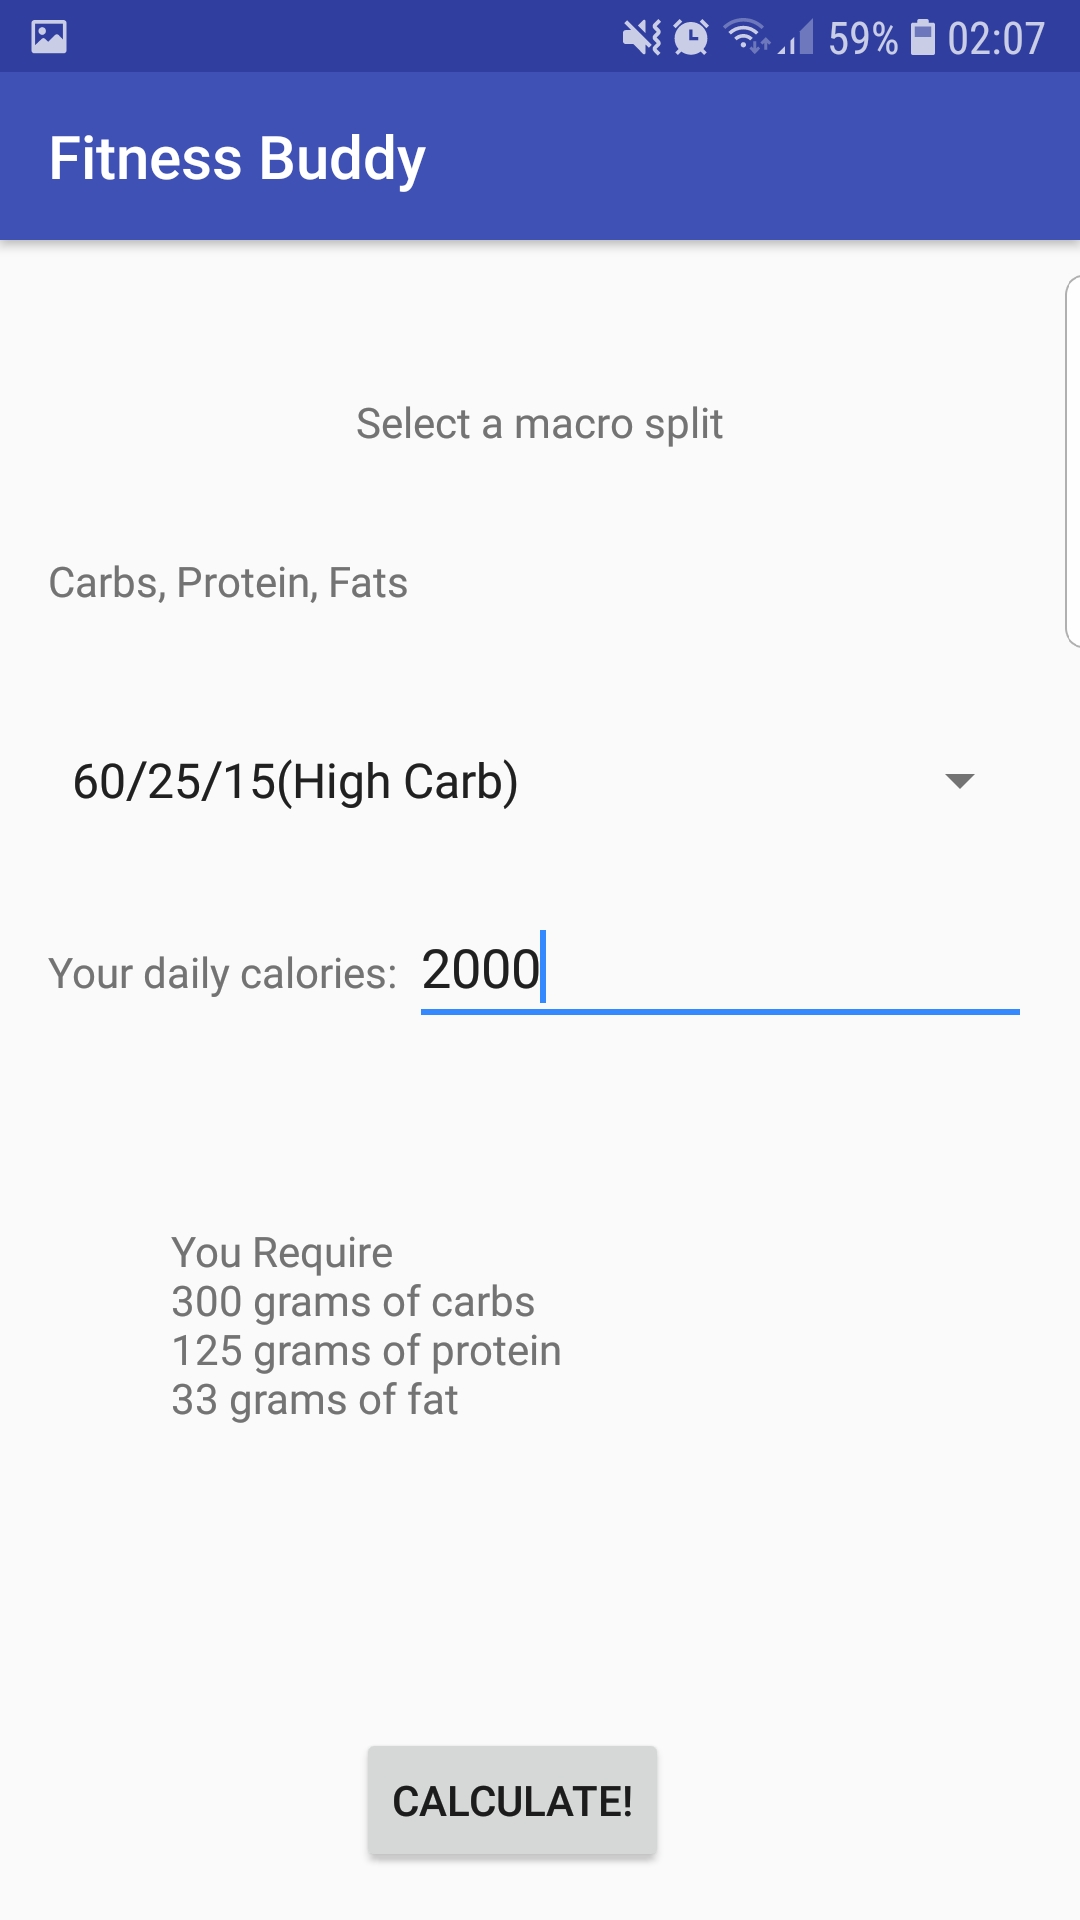 59% 02:07
Fitness Buddy
Select a macro split
Carbs, Protein, Fats
60/25/15(High Carb)
Your daily calories: 2000
You Require
300 grams of carbs
125 grams of protein
33 grams of fat
CALCULATE!